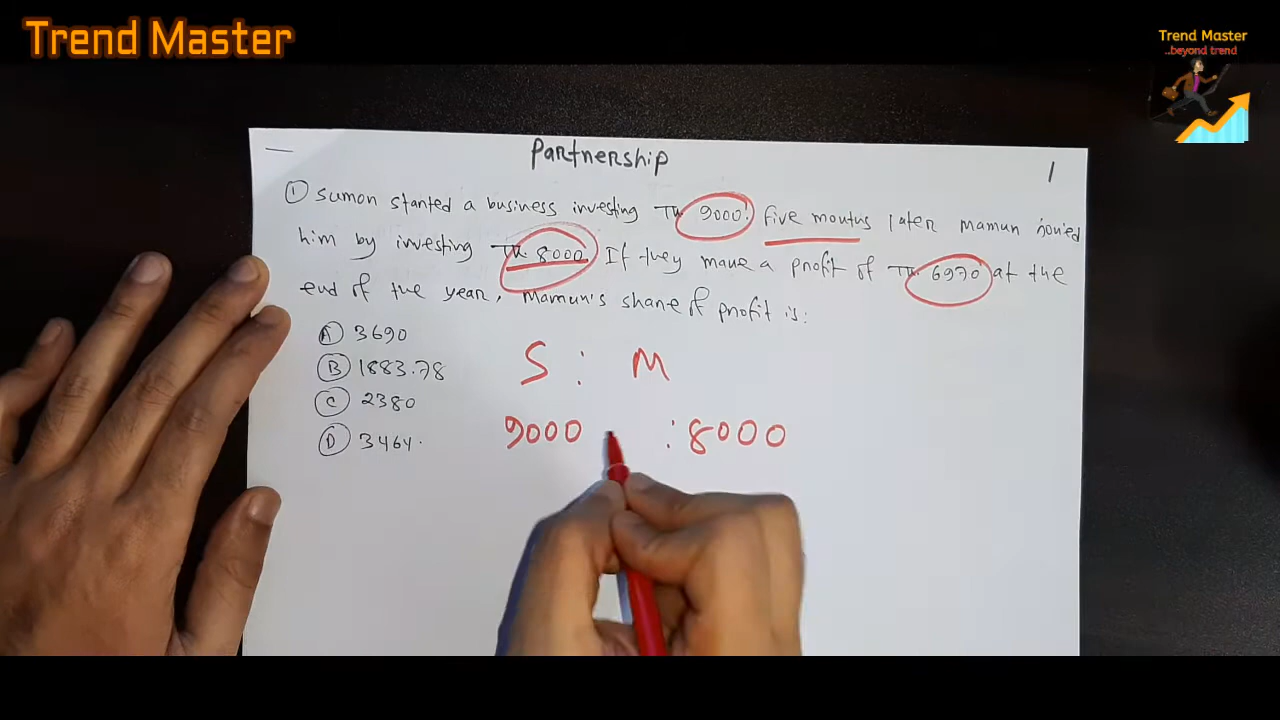 Trend Master
Trend Master
..beyond trend
Partnership
1
① Sumon started a business investing Tk 9000. Five months later Mamun joined
him by investing Tk. 8000. If they make a profit of Tk. 6970 at the
end of the year, Mamun's share of profit is:
Ⓐ 3690
Ⓑ 1883.78
Ⓒ 2380
Ⓓ 3464.
S : M
9000 : 8000